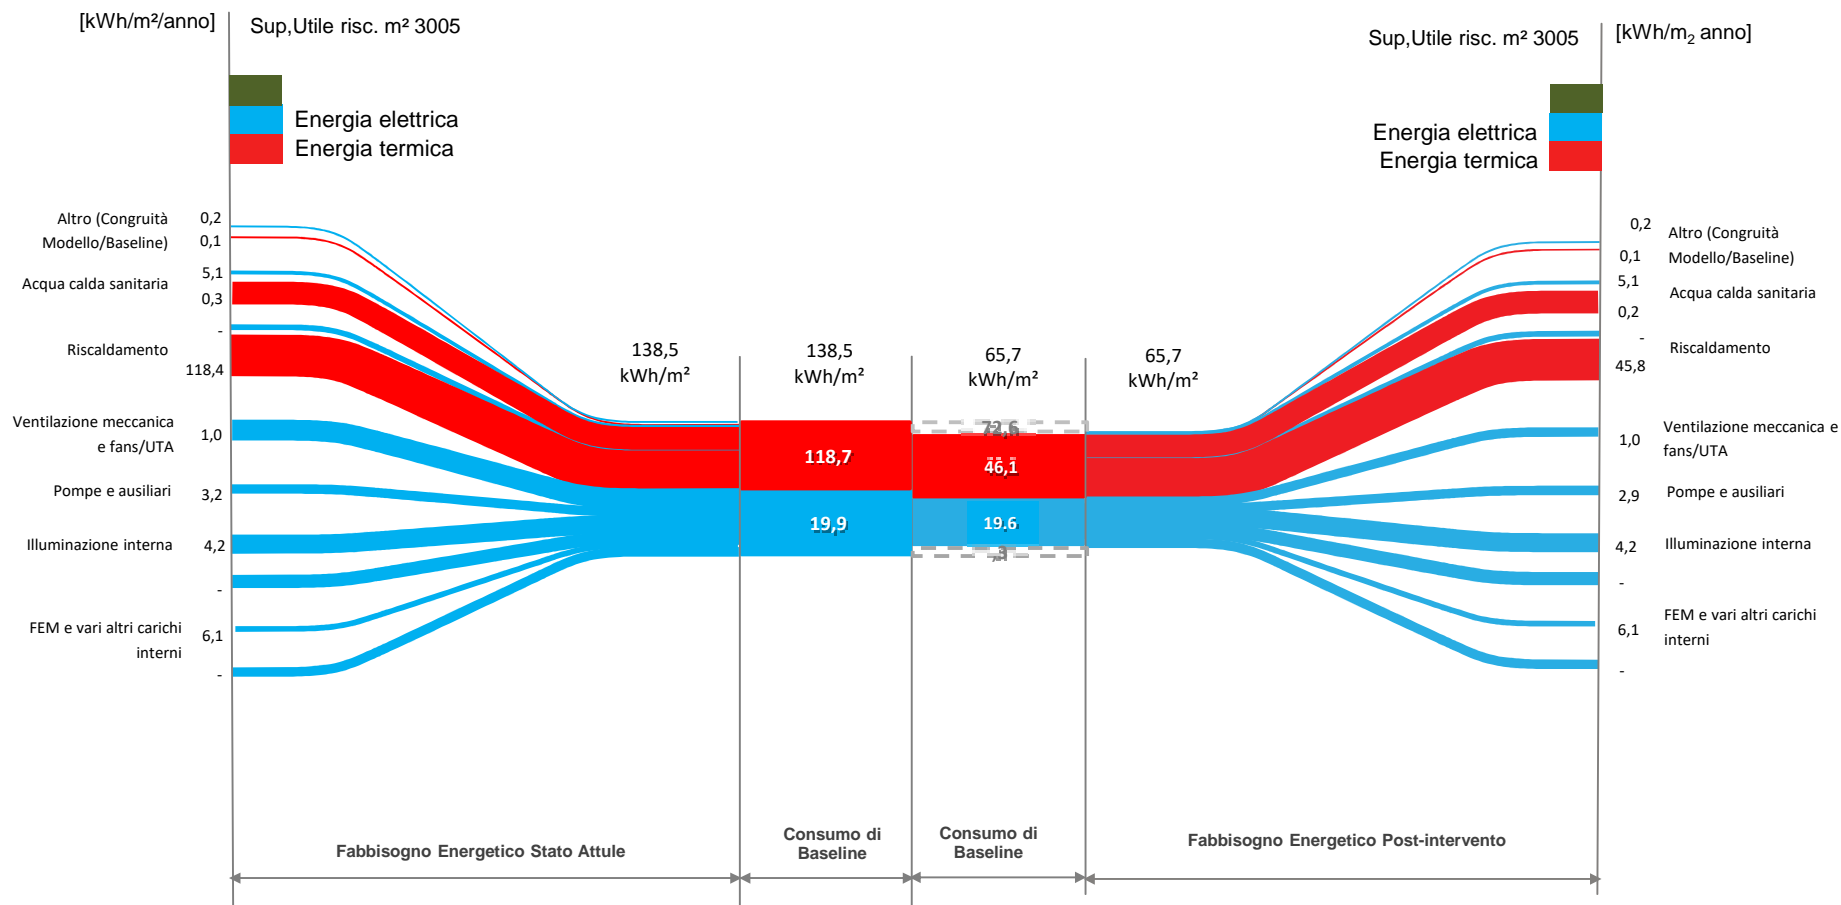 [kWh/m²/anno]
Sup,Utile risc. m² 3005
Sup,Utile risc. m² 3005
[kWh/m₂ anno]
Energia elettrica
Energia termica
Energia elettrica
Energia termica
Altro (Congruità
Modello/Baseline)
0,2
0,1
Acqua calda sanitaria
5,1
0,3
-
Riscaldamento
118,4
Ventilazione meccanica
e fans/UTA
1,0
Pompe e ausiliari
3,2
Illuminazione interna
4,2
-
FEM e vari altri carichi
interni
6,1
-
138,5
kWh/m²
138,5
kWh/m²
65,7
kWh/m²
65,7
kWh/m²
118,7
19,9
72,6
46,1
19.6
0,2
0,1
Altro (Congruità
Modello/Baseline)
5,1
0,2
Acqua calda sanitaria
-
45,8
Riscaldamento
1,0
Ventilazione meccanica e
fans/UTA
2,9
Pompe e ausiliari
4,2
Illuminazione interna
-
6,1
FEM e vari altri carichi
interni
-
Fabbisogno Energetico Stato Attule
Consumo di
Baseline
Consumo di
Baseline
Fabbisogno Energetico Post-intervento